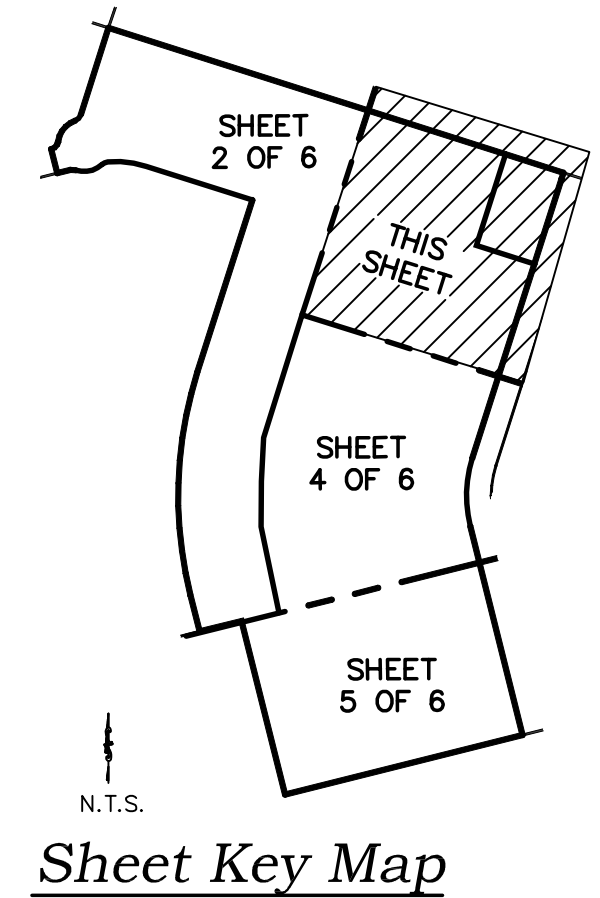 SHEET
2 OF 6
THIS
SHEET
SHEET
4 OF 6
SHEET
5 OF 6
N.T.S.
Sheet Key Map